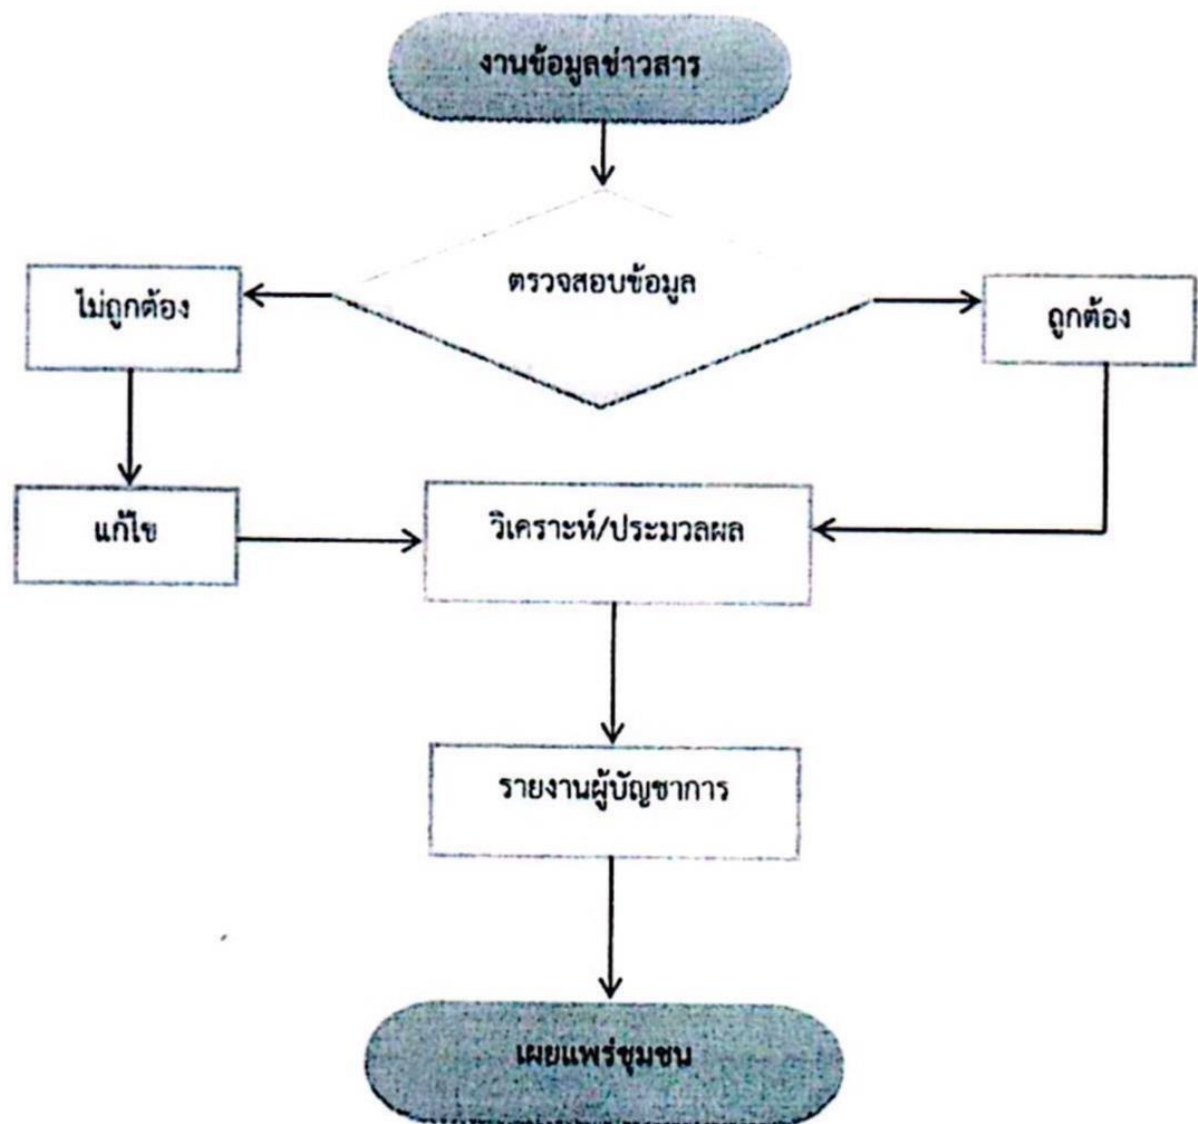 งานข้อมูลข่าวสาร
ตรวจสอบข้อมูล
ไม่ถูกต้อง
ถูกต้อง
แก้ไข
วิเคราะห์/ประมวลผล
รายงานผู้บัญชาการ
เผยแพร่ชุมชน